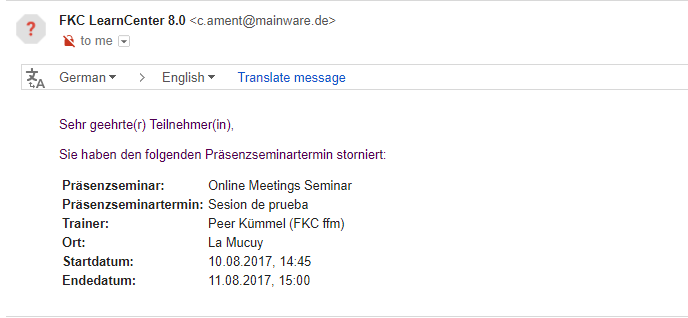 FKC LearnCenter 8.0 <c.ament@mainware.de>
to me
German > English Translate message
Sehr geehrte(r) Teilnehmer(in),
Sie haben den folgenden Präsenzseminartermin storniert:
Präsenzseminar: Online Meetings Seminar
Präsenzseminartermin: Sesion de prueba
Trainer: Peer Kümmel (FKC ffm)
Ort: La Mucuy
Startdatum: 10.08.2017, 14:45
Endedatum: 11.08.2017, 15:00